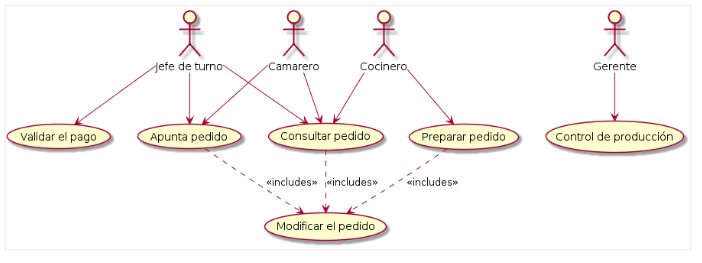 Jefe de turno
Camarero
Cocinero
Gerente
Validar el pago
Apunta pedido
Consultar pedido
Preparar pedido
Control de producción
«includes»
«includes»
«includes»
Modificar el pedido